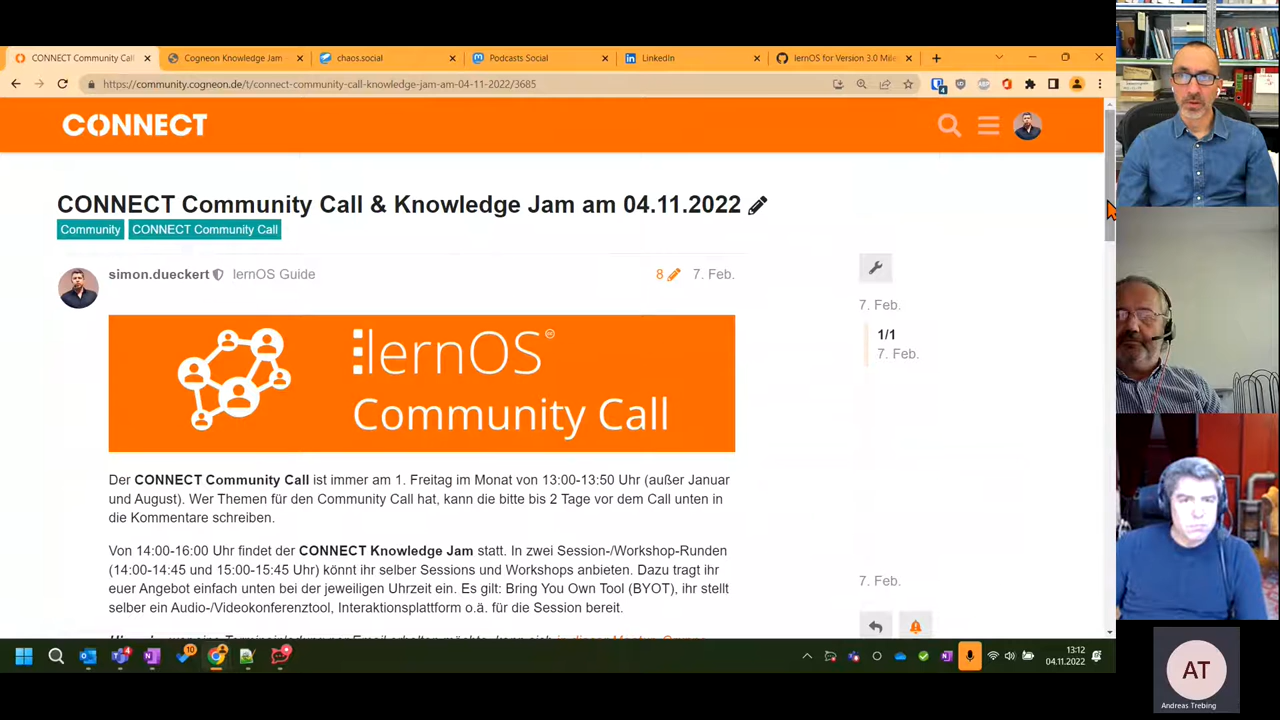 CONNECT Community Cal
Cogneon Knowledge Jam
chaos.social
Podcasts Social
LinkedIn
lernOS for Version 3.0 Mile
https://community.cogneon.de/t/connect-community-call-knowledge-jam-am-04-11-2022/3685
4
CONNECT
CONNECT Community Call & Knowledge Jam am 04.11.2022
Community
CONNECT Community Call
simon.dueckert
lernOS Guide
8
7. Feb.
7. Feb.
1/1
7. Feb.
lernOS
Community Call
Der CONNECT Community Call ist immer am 1. Freitag im Monat von 13:00-13:50 Uhr (außer Januar
und August). Wer Themen für den Community Call hat, kann die bitte bis 2 Tage vor dem Call unten in
die Kommentare schreiben.
Von 14:00-16:00 Uhr findet der CONNECT Knowledge Jam statt. In zwei Session-/Workshop-Runden
(14:00-14:45 und 15:00-15:45 Uhr) könnt ihr selber Sessions und Workshops anbieten. Dazu tragt ihr
euer Angebot einfach unten bei der jeweiligen Uhrzeit ein. Es gilt: Bring You Own Tool (BYOT), ihr stellt
selber ein Audio-/Videokonferenztool, Interaktionsplattform o.ä. für die Session bereit.
7. Feb.
10
13:12
04.11.2022
AT
Andreas Trebing